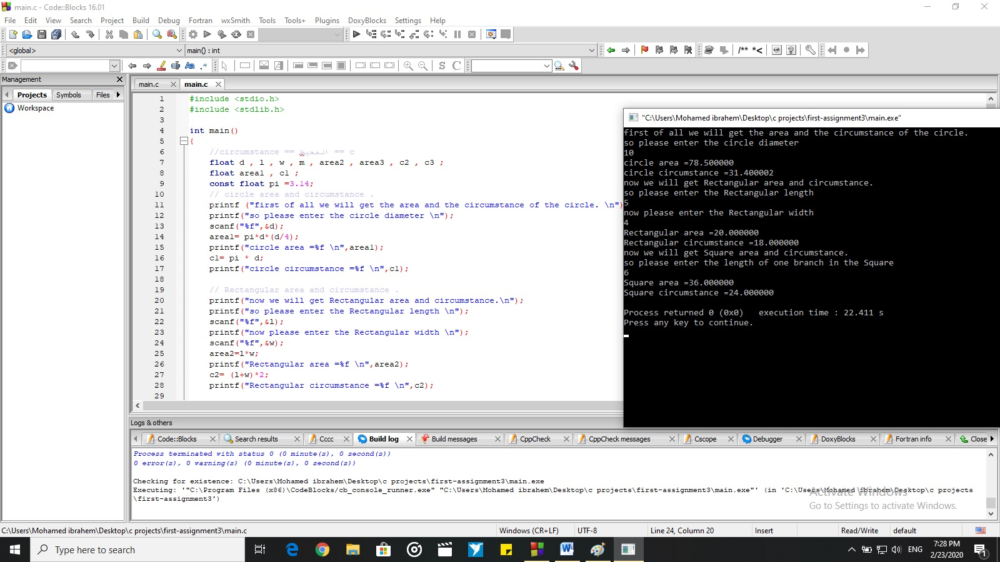 main.c - Code::Blocks 16.01
File Edit View Search Project Build Debug Fortran wxSmith Tools Tools+ Plugins DoxyBlocks Settings Help
<global> main() : int
/** *<
Aa .* S C
Management
Projects Symbols Files
Workspace
main.c main.c
1 #include <stdio.h>
2 #include <stdlib.h>
3
4 int main()
5 {
6 //circumstance == المحيط == c
7 float d , l , w , m , area2 , area3 , c2 , c3 ;
8 float area1 , c1 ;
9 const float pi =3.14;
10 // circle area and circumstance .
11 printf ("first of all we will get the area and the circumstance of the circle. \n")
12 printf("so please enter the circle diameter \n");
13 scanf("%f",&d);
14 area1= pi*d*(d/4);
15 printf("circle area =%f \n",area1);
16 c1= pi * d;
17 printf("circle circumstance =%f \n",c1);
18
19 // Rectangular area and circumstance .
20 printf("now we will get Rectangular area and circumstance.\n");
21 printf("so please enter the Rectangular length \n");
22 scanf("%f",&l);
23 printf("now please enter the Rectangular width \n");
24 scanf("%f",&w);
25 area2=l*w;
26 printf("Rectangular area =%f \n",area2);
27 c2= (l+w)*2;
28 printf("Rectangular circumstance =%f \n",c2);
29
"C:\Users\Mohamed ibrahem\Desktop\c projects\first-assignment3\main.exe"
first of all we will get the area and the circumstance of the circle.
so please enter the circle diameter
10
circle area =78.500000
circle circumstance =31.400002
now we will get Rectangular area and circumstance.
so please enter the Rectangular length
5
now please enter the Rectangular width
4
Rectangular area =20.000000
Rectangular circumstance =18.000000
now we will get Square area and circumstance.
so please enter the length of one branch in the Square
6
Square area =36.000000
Square circumstance =24.000000
Process returned 0 (0x0) execution time : 22.411 s
Press any key to continue.
Logs & others
Code::Blocks Search results Cccc Build log Build messages CppCheck CppCheck messages Cscope Debugger DoxyBlocks Fortran info Close
Process terminated with status 0 (0 minute(s), 0 second(s))
0 error(s), 0 warning(s) (0 minute(s), 0 second(s))
Checking for existence: C:\Users\Mohamed ibrahem\Desktop\c projects\first-assignment3\main.exe
Executing: '"C:\Program Files (x86)\CodeBlocks/cb_console_runner.exe" "C:\Users\Mohamed ibrahem\Desktop\c projects\first-assignment3\main.exe"' (in 'C:\Users\Mohamed ibrahem\Desktop\c projects
\first-assignment3')
Activate Windows
Go to Settings to activate Windows.
C:\Users\Mohamed ibrahem\Desktop\c projects\first-assignment3\main.c Windows (CR+LF) UTF-8 Line 24, Column 20 Insert Read/Write default
Type here to search
ENG
7:28 PM
2/23/2020
1